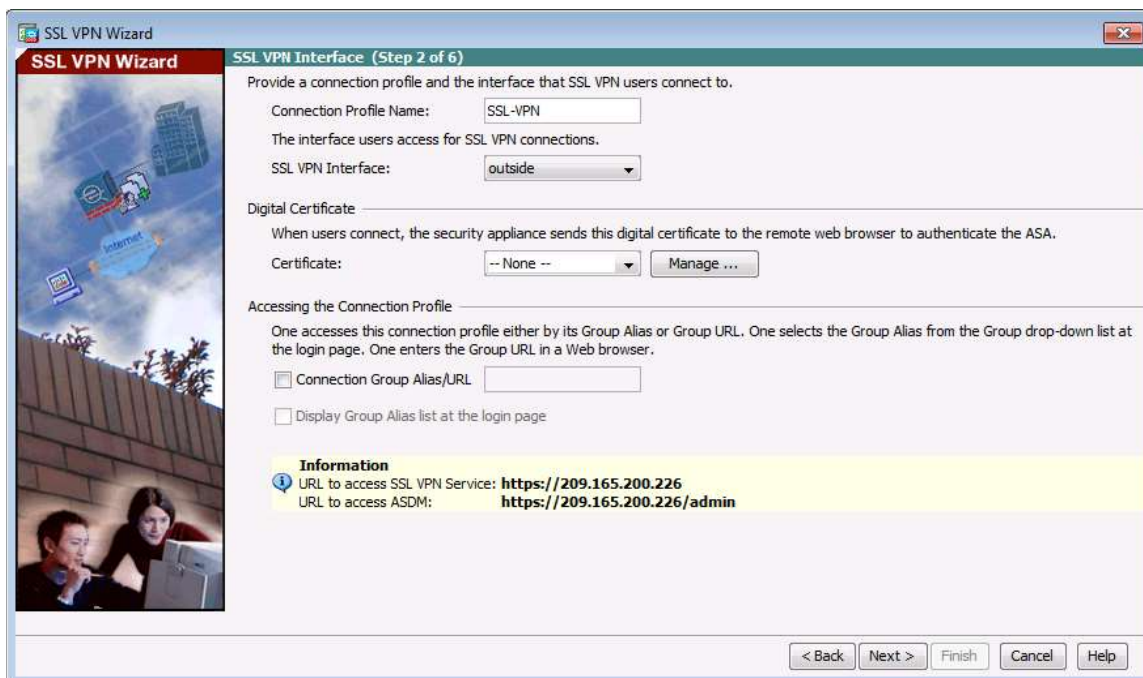 SSL VPN Wizard
SSL VPN Wizard
SSL VPN Interface (Step 2 of 6)
Provide a connection profile and the interface that SSL VPN users connect to.
Connection Profile Name: SSL-VPN
The interface users access for SSL VPN connections.
SSL VPN Interface: outside
Digital Certificate
When users connect, the security appliance sends this digital certificate to the remote web browser to authenticate the ASA.
Certificate: -- None -- Manage ...
Accessing the Connection Profile
One accesses this connection profile either by its Group Alias or Group URL. One selects the Group Alias from the Group drop-down list at
the login page. One enters the Group URL in a Web browser.
Connection Group Alias/URL
Display Group Alias list at the login page
Information
URL to access SSL VPN Service: https://209.165.200.226
URL to access ASDM: https://209.165.200.226/admin
Internet
< Back Next > Finish Cancel Help